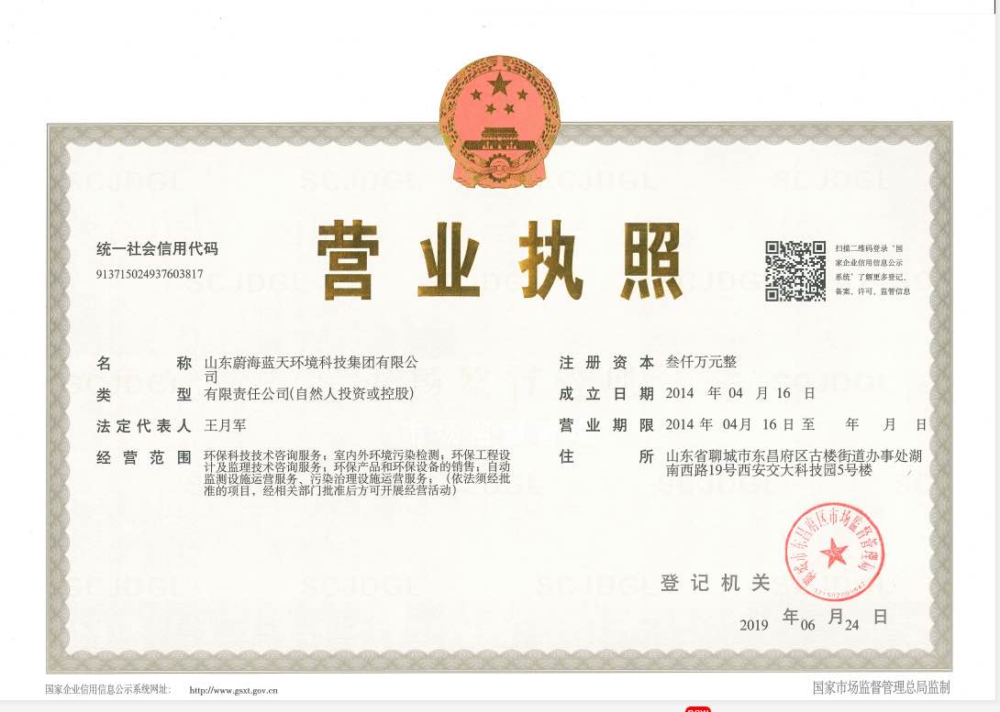 营业执照
统一社会信用代码
913715024937603817
扫描二维码登录“国
家企业信用信息公示
系统”了解更多登记、
备案、许可、监管信息
名 称 山东蔚海蓝天环境科技集团有限公
司
类 型 有限责任公司(自然人投资或控股)
法定代表人 王月军
经营范围 环保科技技术咨询服务；室内外环境污染检测；环保工程设
计及监理技术咨询服务；环保产品和环保设备的销售；自动
监测设施运营服务、污染治理设施运营服务；（依法须经批
准的项目，经相关部门批准后方可开展经营活动）
注册资本 叁仟万元整
成立日期 2014 年 04 月 16 日
营业期限 2014 年 04月 16 日 至 年 月 日
住 所 山东省聊城市东昌府区古楼街道办事处湖
南西路19号西安交大科技园5号楼
聊城市东昌府区市场监督管理局
登记机关
2019 年 06 月 24 日
国家企业信用信息公示系统网址： http://www.gsxt.gov.cn
国家市场监督管理总局监制